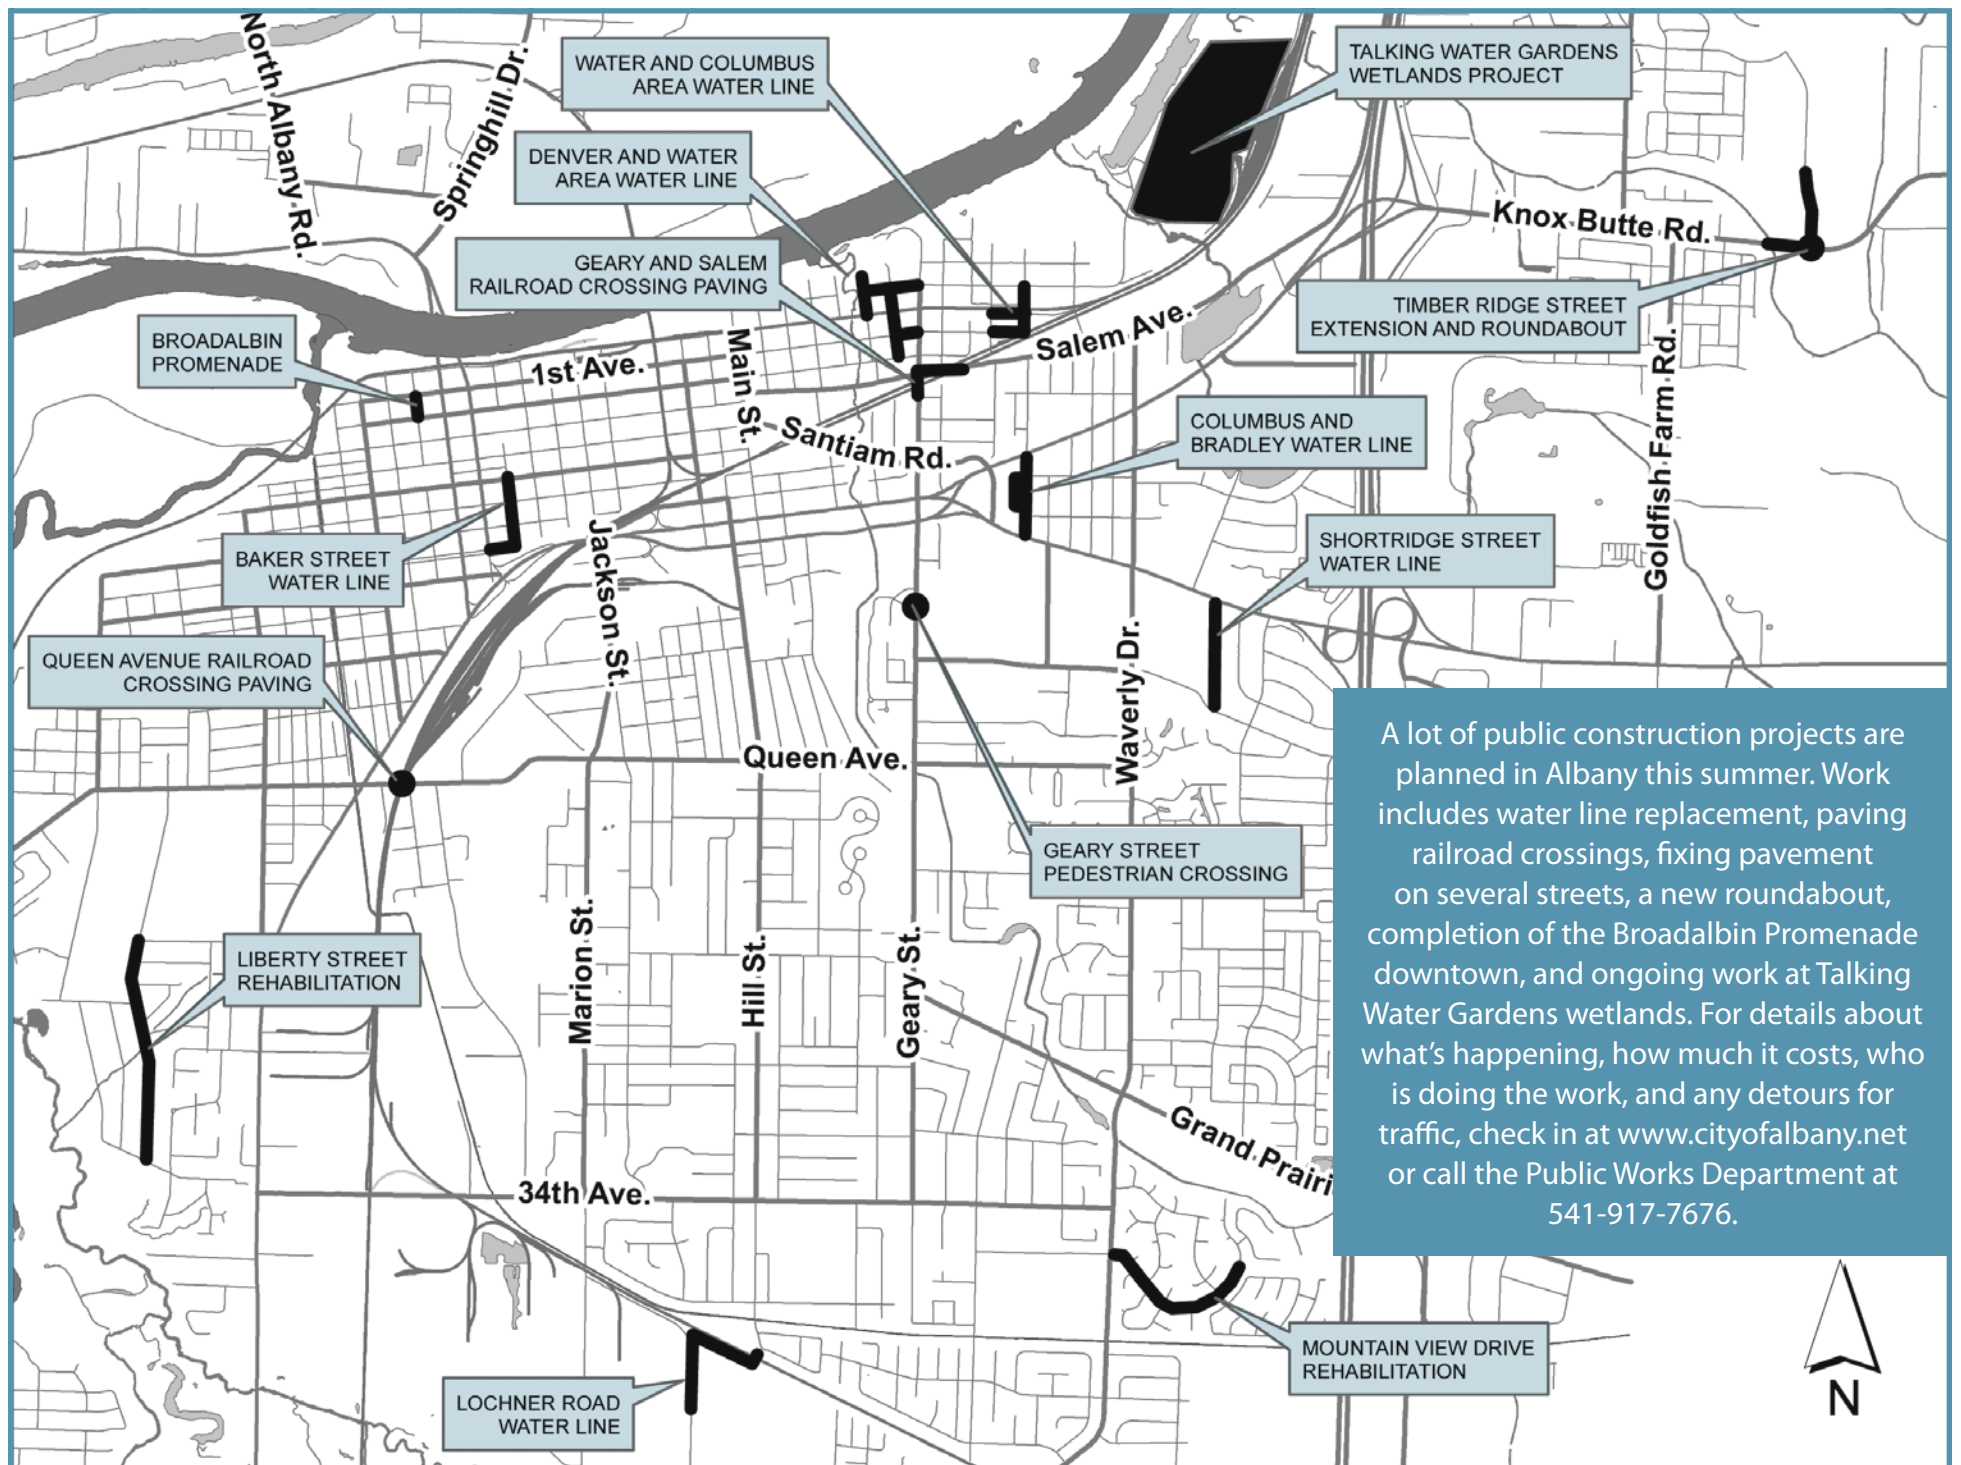 North Albany Rd.
Springhill Dr.
WATER AND COLUMBUS
AREA WATER LINE
TALKING WATER GARDENS
WETLANDS PROJECT
DENVER AND WATER
AREA WATER LINE
Knox Butte Rd.
GEARY AND SALEM
RAILROAD CROSSING PAVING
TIMBER RIDGE STREET
EXTENSION AND ROUNDABOUT
BROADALBIN
PROMENADE
1st Ave.
Main St.
Salem Ave.
Santiam Rd.
COLUMBUS AND
BRADLEY WATER LINE
Goldfish Farm Rd.
BAKER STREET
WATER LINE
Jackson St.
SHORTRIDGE STREET
WATER LINE
QUEEN AVENUE RAILROAD
CROSSING PAVING
Waverly Dr.
Queen Ave.
GEARY STREET
PEDESTRIAN CROSSING
A lot of public construction projects are
planned in Albany this summer. Work
includes water line replacement, paving
railroad crossings, fixing pavement
on several streets, a new roundabout,
completion of the Broadalbin Promenade
downtown, and ongoing work at Talking
Water Gardens wetlands. For details about
what’s happening, how much it costs, who
is doing the work, and any detours for
traffic, check in at www.cityofalbany.net
or call the Public Works Department at
541-917-7676.
LIBERTY STREET
REHABILITATION
Marion St.
Hill St.
Geary St.
Grand Prairi
34th Ave.
MOUNTAIN VIEW DRIVE
REHABILITATION
LOCHNER ROAD
WATER LINE
N